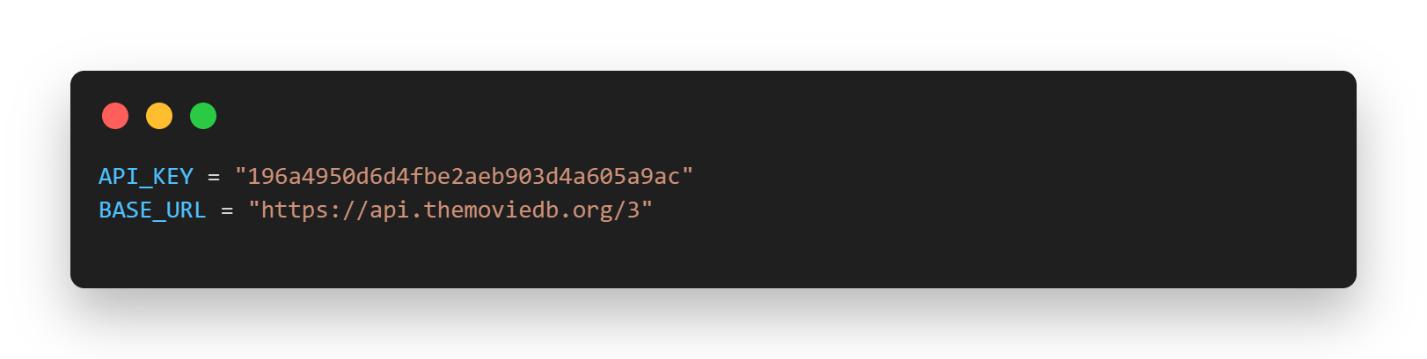 API_KEY = "196a4950d6d4fbe2aeb903d4a605a9ac"
BASE_URL = "https://api.themoviedb.org/3"